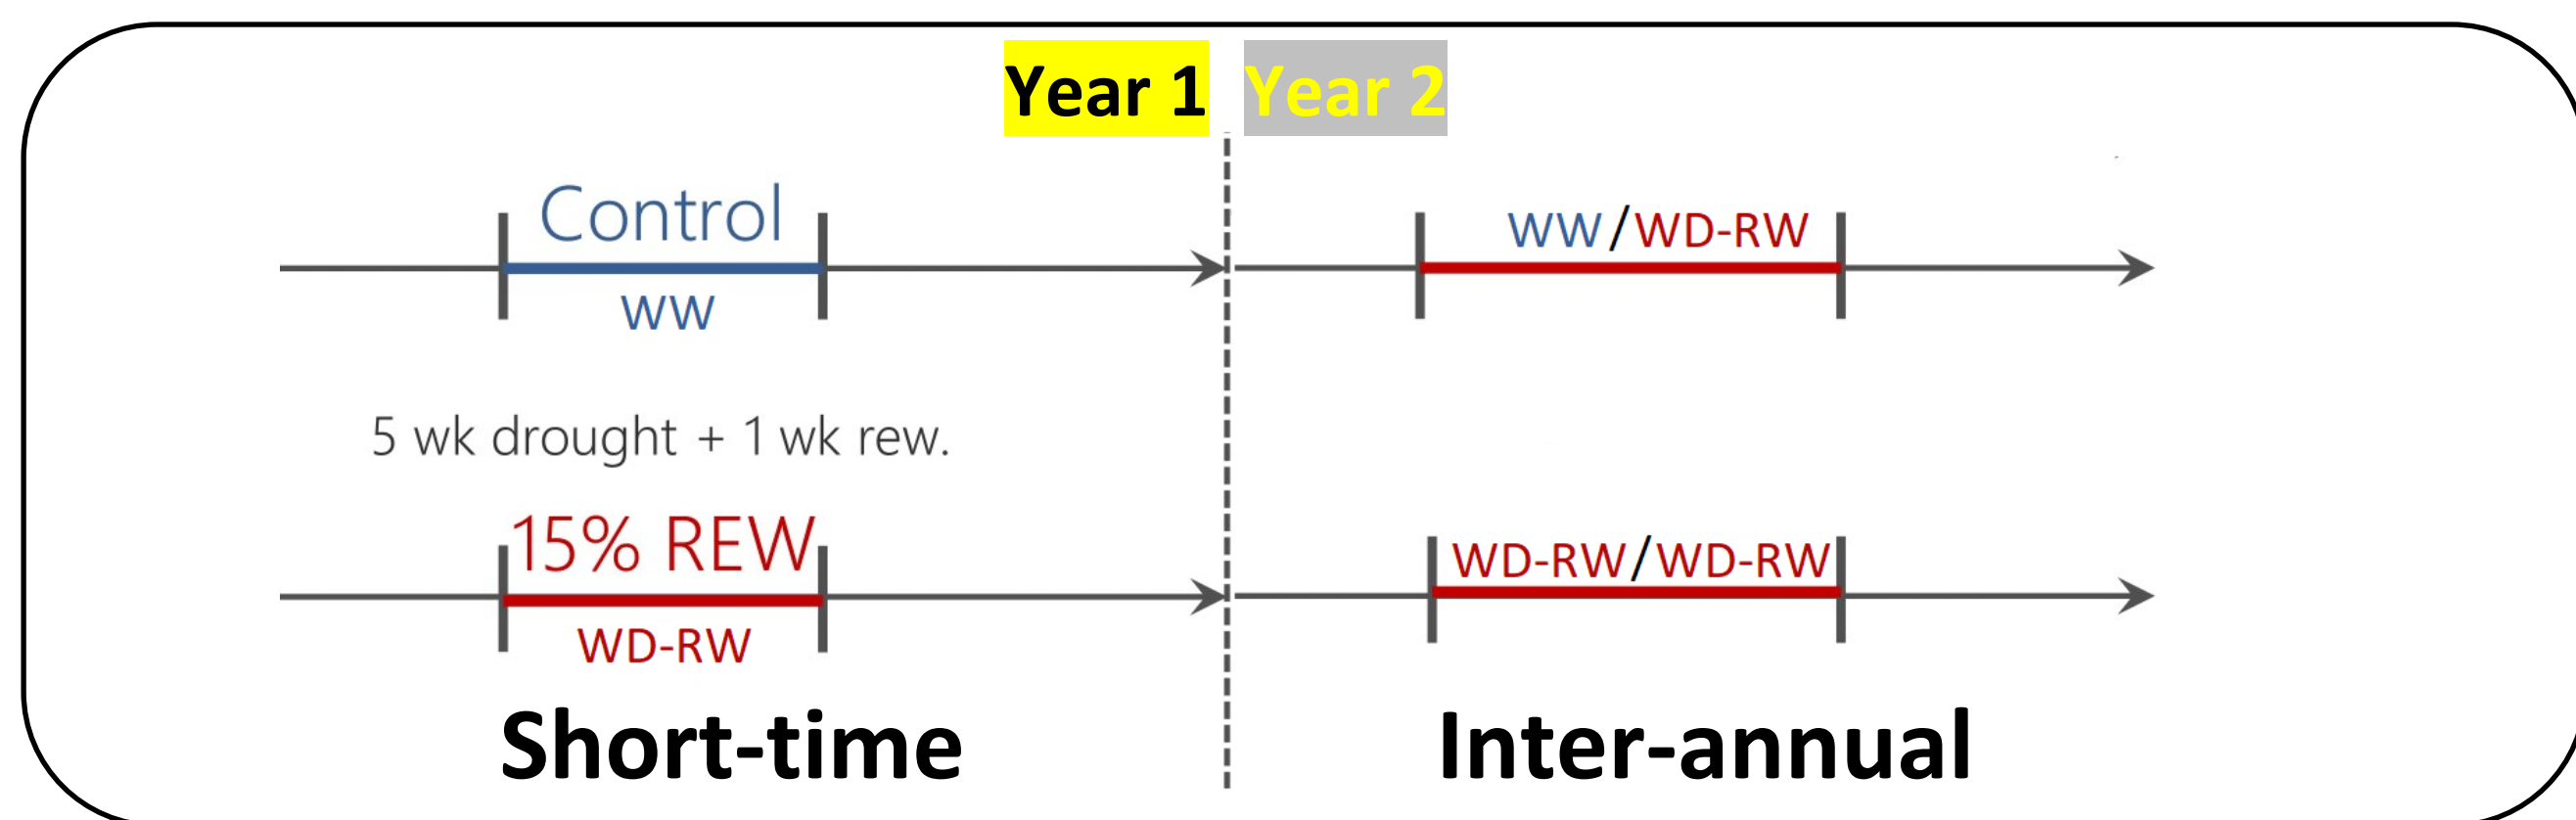 Year 1 Year 2
Control
WW
WW/WD-RW
5 wk drought + 1 wk rew.
15% REW
WD-RW
WD-RW/WD-RW
Short-time
Inter-annual